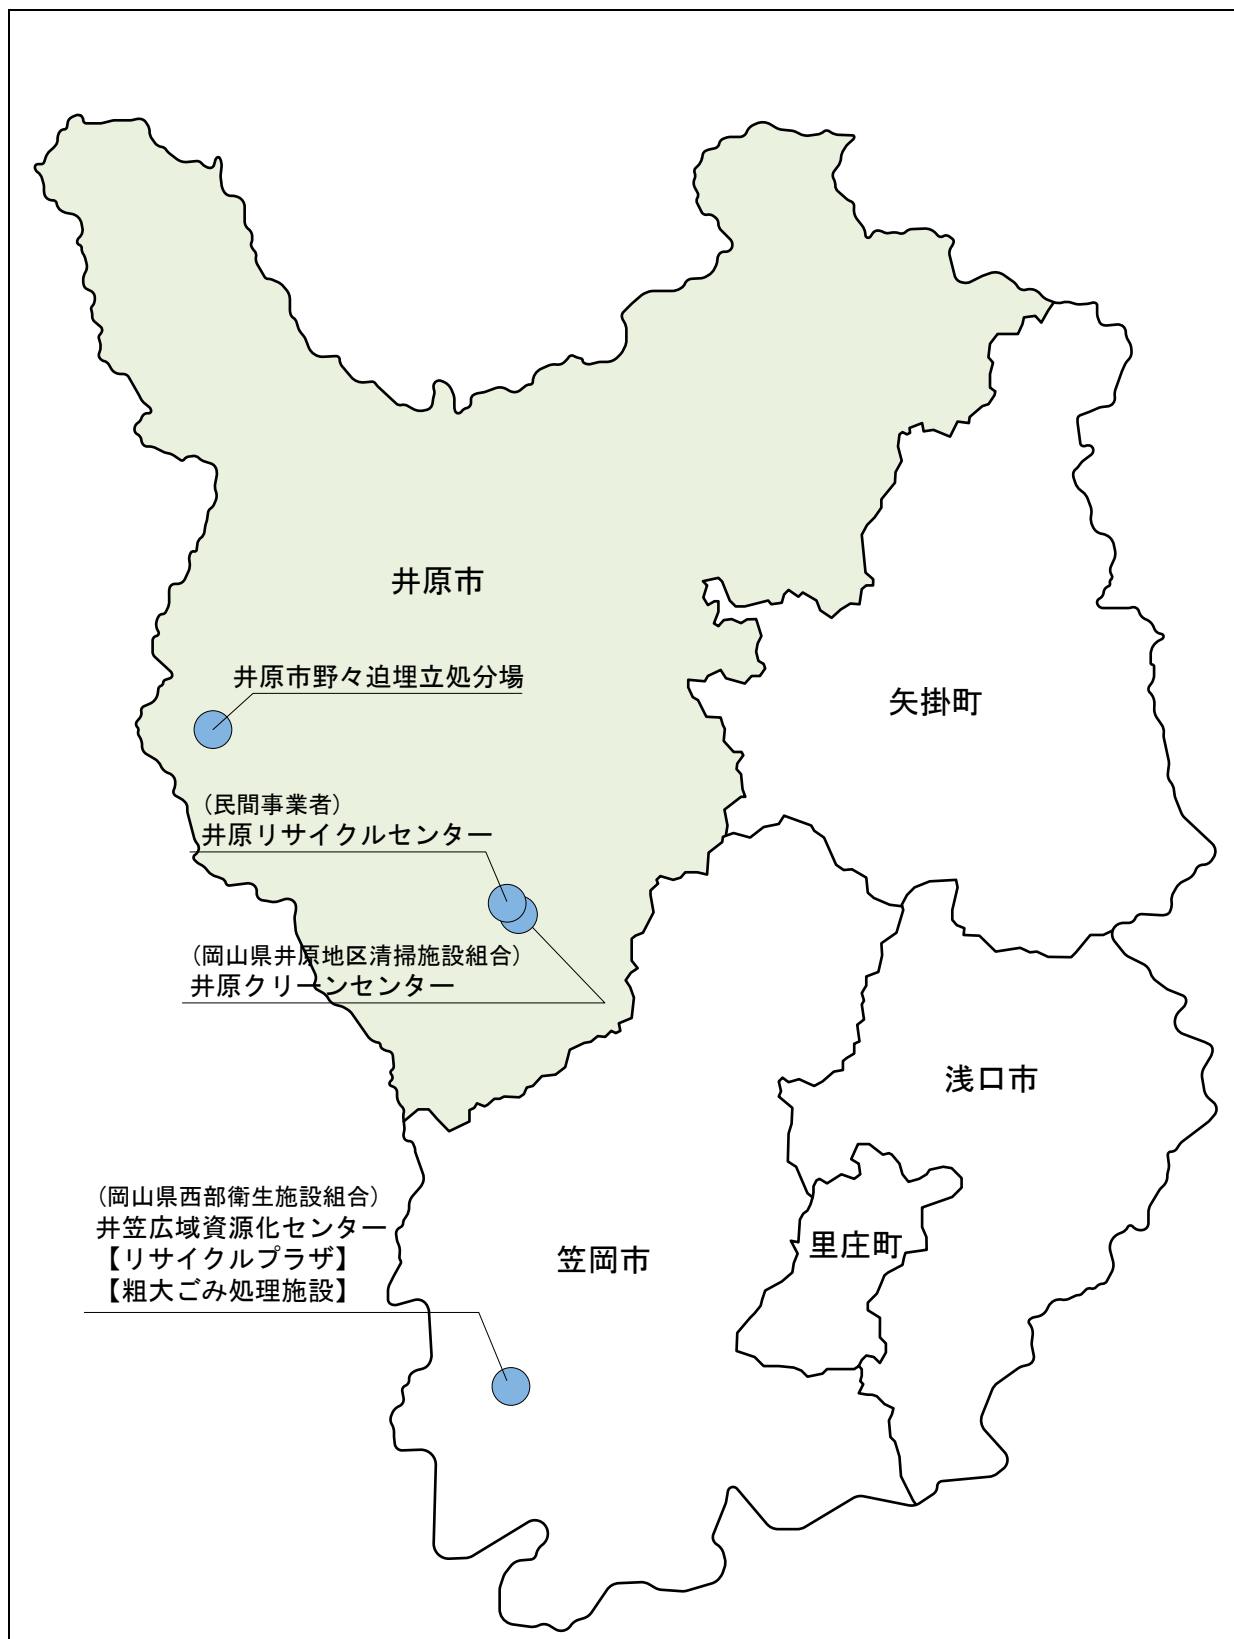 井原市
井原市野々迫埋立処分場
矢掛町
(民間事業者)
井原リサイクルセンター
(岡山県井原地区清掃施設組合)
井原クリーンセンター
浅口市
(岡山県西部衛生施設組合)
井笠広域資源化センター
【リサイクルプラザ】
【粗大ごみ処理施設】
笠岡市
里庄町